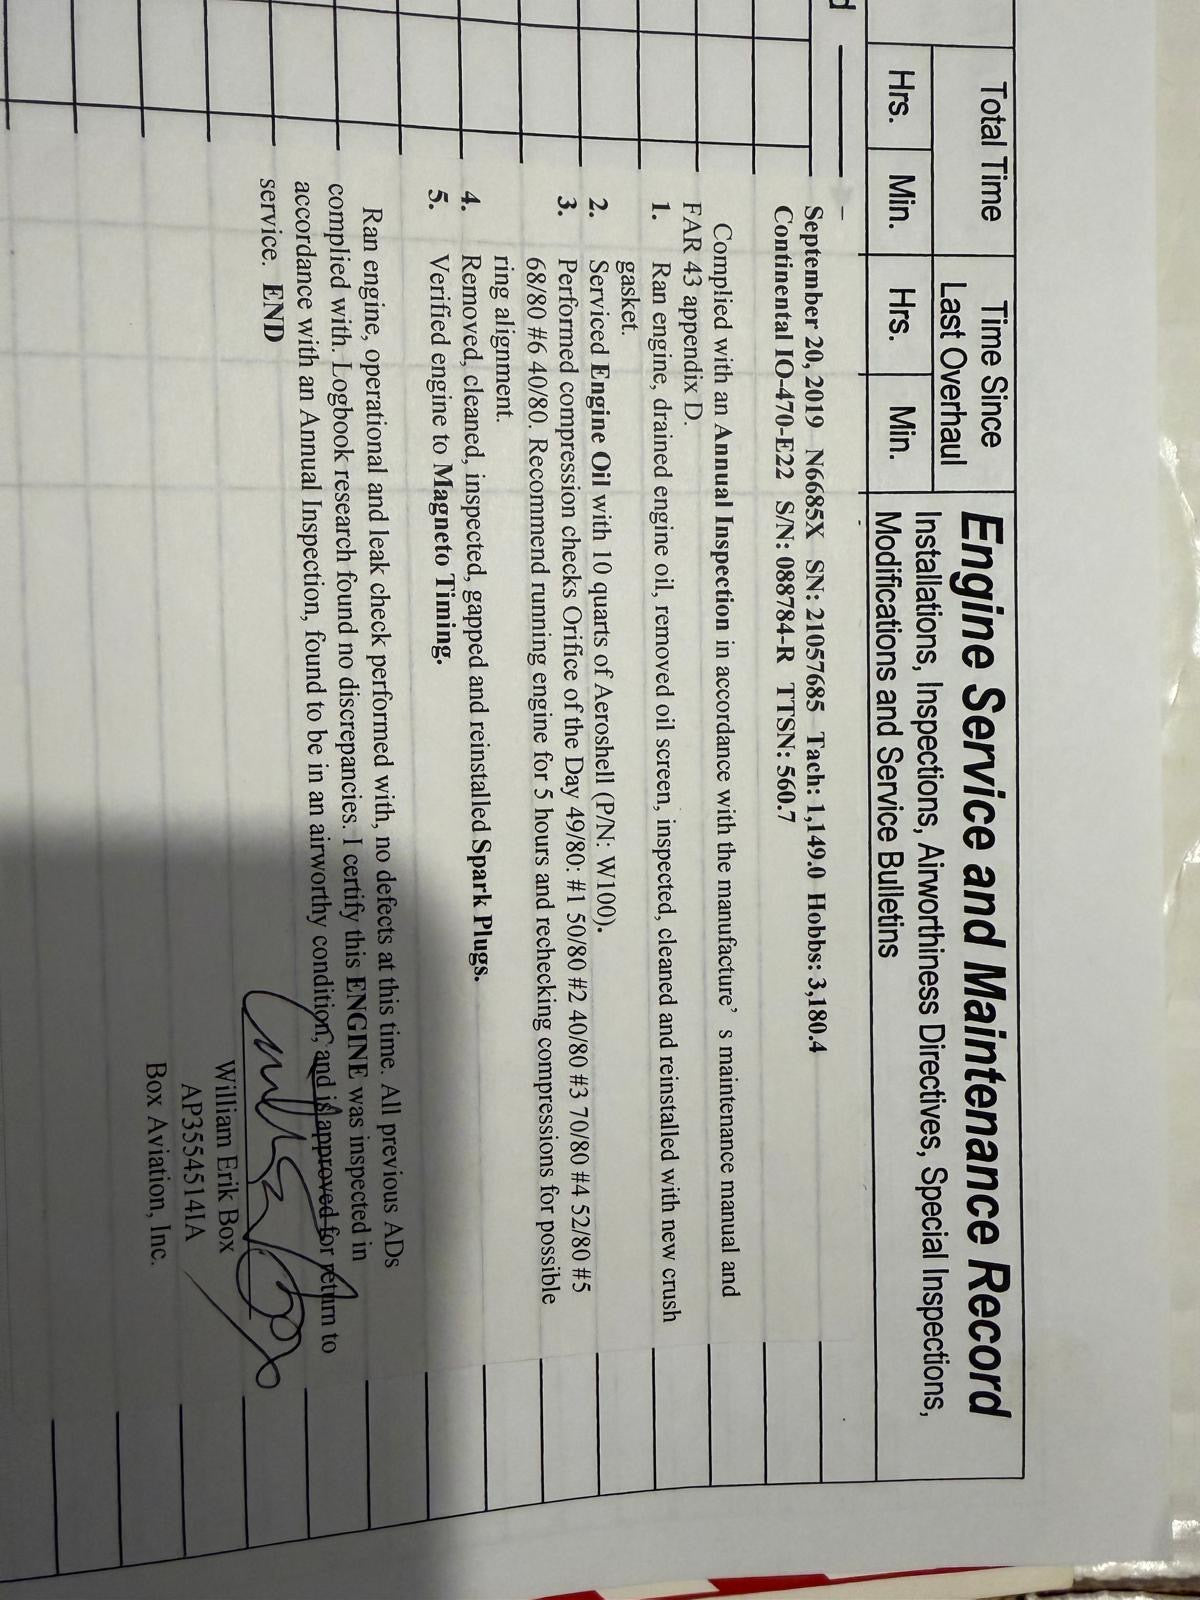 d
Total Time
Time Since
Last Overhaul
Hrs.
Min.
Hrs.
Min.
Engine Service and Maintenance Record
Installations, Inspections, Airworthiness Directives, Special Inspections,
Modifications and Service Bulletins
September 20, 2019 N6685X SN: 21057685 Tach: 1,149.0 Hobbs: 3,180.4
Continental IO-470-E22 S/N: 088784-R TTSN: 560.7
Complied with an Annual Inspection in accordance with the manufacture's maintenance manual and
FAR 43 appendix D.
1. Ran engine, drained engine oil, removed oil screen, inspected, cleaned and reinstalled with new crush
gasket.
2. Serviced Engine Oil with 10 quarts of Aeroshell (P/N: W100).
3. Performed compression checks Orifice of the Day 49/80: #1 50/80 #2 40/80 #3 70/80 #4 52/80 #5
68/80 #6 40/80. Recommend running engine for 5 hours and rechecking compressions for possible
ring alignment.
4. Removed, cleaned, inspected, gapped and reinstalled Spark Plugs.
5. Verified engine to Magneto Timing.
Ran engine, operational and leak check performed with, no defects at this time. All previous ADs
complied with. Logbook research found no discrepancies. I certify this ENGINE was inspected in
accordance with an Annual Inspection, found to be in an airworthy condition, and is approved for return to
service. END
William Erik Box
AP3554514IA
Box Aviation, Inc.